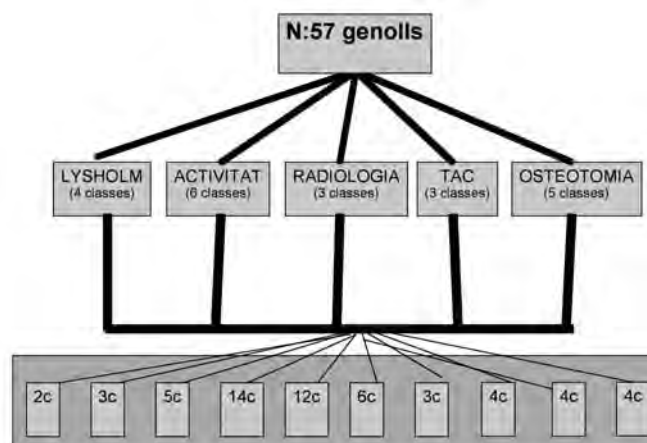 N:57 genolls
LYSHOLM
(4 classes)
ACTIVITAT
(6 classes)
RADIOLOGIA
(3 classes)
TAC
(3 classes)
OSTEOTOMIA
(5 classes)
2c
3c
5c
14c
12c
6c
3c
4c
4c
4c